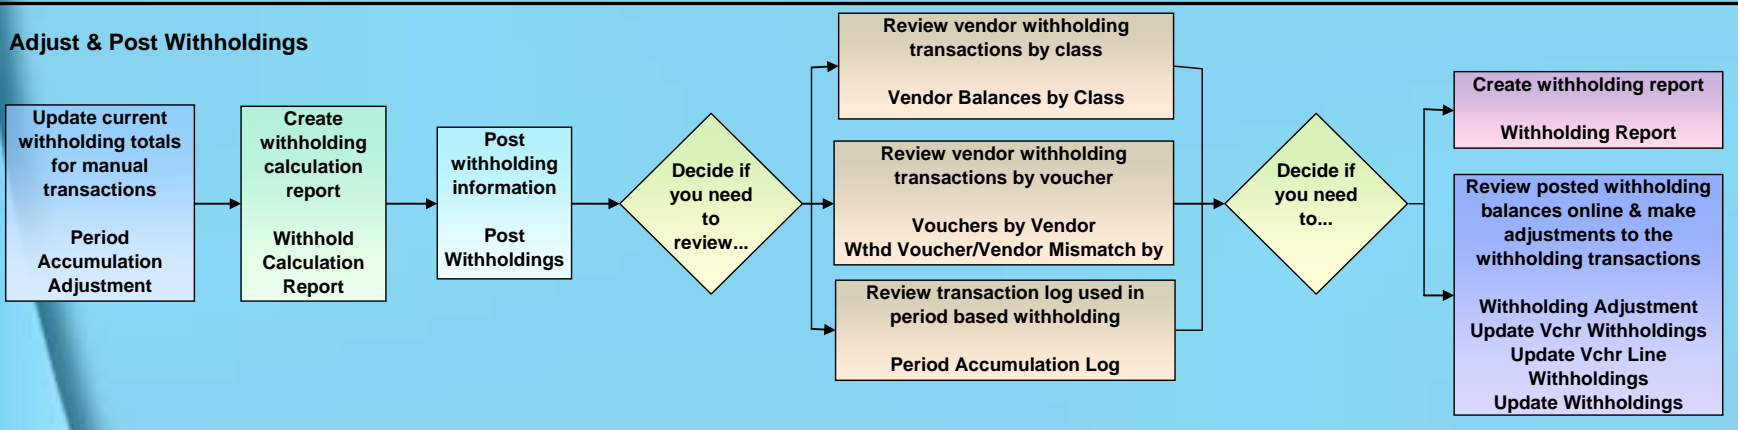 Adjust & Post Withholdings
Update current
withholding totals
for manual
transactions
Period
Accumulation
Adjustment
Create
withholding
calculation
report
Withhold
Calculation
Report
Post
withholding
information
Post
Withholdings
Decide if
you need
to
review...
Review vendor withholding
transactions by class
Vendor Balances by Class
Review vendor withholding
transactions by voucher
Vouchers by Vendor
Wthd Voucher/Vendor Mismatch by
Review transaction log used in
period based withholding
Period Accumulation Log
Decide if
you need
to...
Create withholding report
Withholding Report
Review posted withholding
balances online & make
adjustments to the
withholding transactions
Withholding Adjustment
Update Vchr Withholdings
Update Vchr Line
Withholdings
Update Withholdings